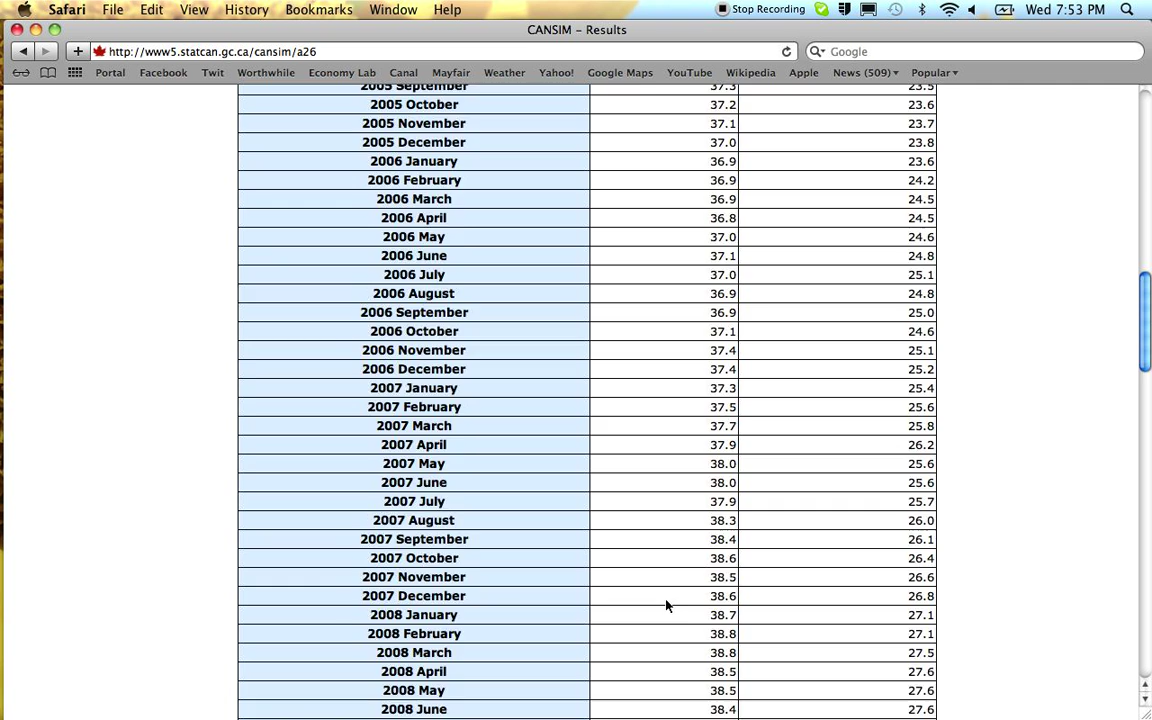 Safari File Edit View History Bookmarks Window Help Stop Recording Wed 7:53 PM
CANSIM – Results
http://www5.statcan.gc.ca/cansim/a26 Google
Portal Facebook Twit Worthwhile Economy Lab Canal Mayfair Weather Yahoo! Google Maps YouTube Wikipedia Apple News (509) Popular
2005 September 37.3 23.5
2005 October 37.2 23.6
2005 November 37.1 23.7
2005 December 37.0 23.8
2006 January 36.9 23.6
2006 February 36.9 24.2
2006 March 36.9 24.5
2006 April 36.8 24.5
2006 May 37.0 24.6
2006 June 37.1 24.8
2006 July 37.0 25.1
2006 August 36.9 24.8
2006 September 36.9 25.0
2006 October 37.1 24.6
2006 November 37.4 25.1
2006 December 37.4 25.2
2007 January 37.3 25.4
2007 February 37.5 25.6
2007 March 37.7 25.8
2007 April 37.9 26.2
2007 May 38.0 25.6
2007 June 38.0 25.6
2007 July 37.9 25.7
2007 August 38.3 26.0
2007 September 38.4 26.1
2007 October 38.6 26.4
2007 November 38.5 26.6
2007 December 38.6 26.8
2008 January 38.7 27.1
2008 February 38.8 27.1
2008 March 38.8 27.5
2008 April 38.5 27.6
2008 May 38.5 27.6
2008 June 38.4 27.6